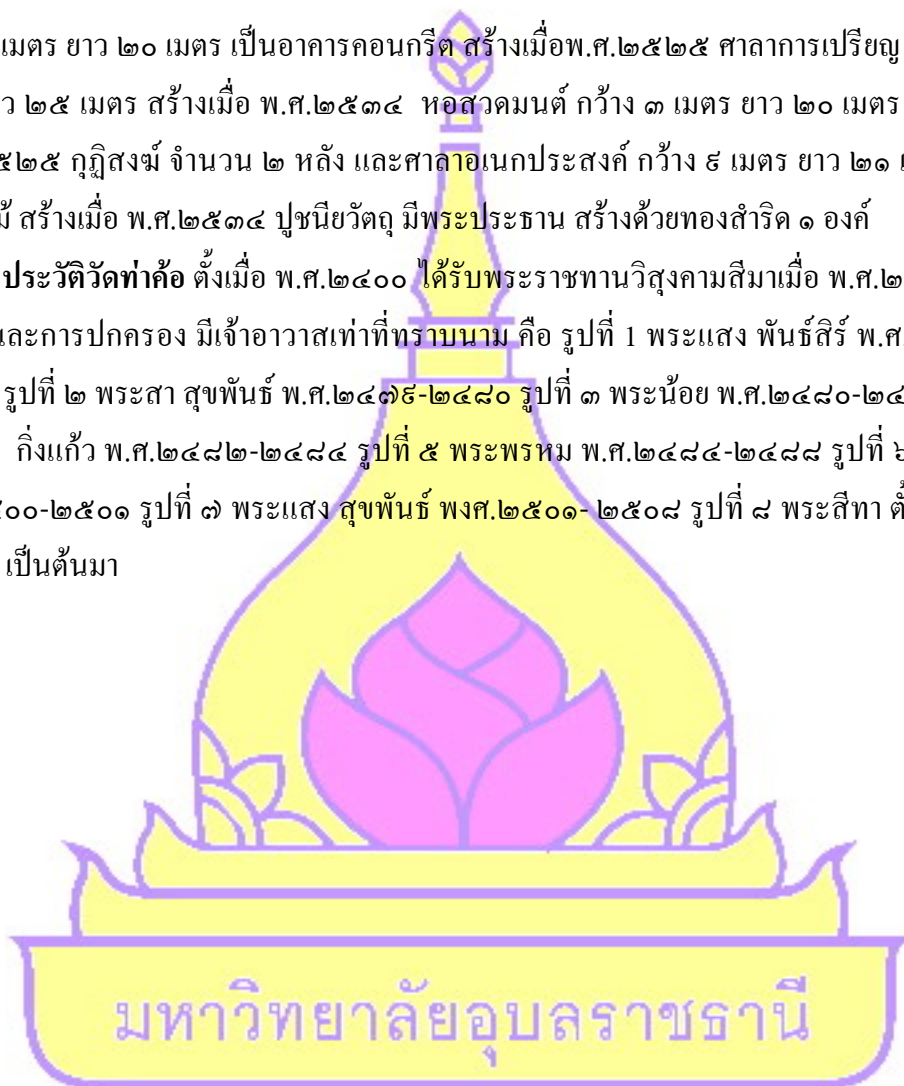 เมตร ยาว ๒๐ เมตร เป็นอาคารคอนกรีต สร้างเมื่อพ.ศ.๒๕๒๕ ศาลาการเปรียญ
ว ๒๕ เมตร สร้างเมื่อ พ.ศ.๒๕๓๔ หอสวดมนต์ กว้าง ๓ เมตร ยาว ๒๐ เมตร
๕๒๕ กุฏิสงฆ์ จำนวน ๒ หลัง และศาลาอเนกประสงค์ กว้าง ๙ เมตร ยาว ๒๑
ม้ สร้างเมื่อ พ.ศ.๒๕๓๔ ปูชนียวัตถุ มีพระประธาน สร้างด้วยทองสำริด ๑ องค์
ประวัติวัดท่าค้อ ตั้งเมื่อ พ.ศ.๒๔๐๐ ได้รับพระราชทานวิสุงคามสีมาเมื่อ พ.ศ.๒
และการปกครอง มีเจ้าอาวาสเท่าที่ทราบนาม คือ รูปที่ 1 พระแสง พันธ์สิร์ พ.ศ.
รูปที่ ๒ พระสา สุขพันธ์ พ.ศ.๒๔๗๙-๒๔๘๐ รูปที่ ๓ พระน้อย พ.ศ.๒๔๘๐-๒๔
กิ่งแก้ว พ.ศ.๒๔๘๒-๒๔๘๔ รูปที่ ๕ พระพรหม พ.ศ.๒๔๘๔-๒๔๘๘ รูปที่ ๖
๕๐๐-๒๕๐๑ รูปที่ ๗ พระแสง สุขพันธ์ พงศ.๒๕๐๑- ๒๕๐๘ รูปที่ ๘ พระสีทา ตั้
เป็นต้นมา
มหาวิทยาลัยอุบลราชธานี